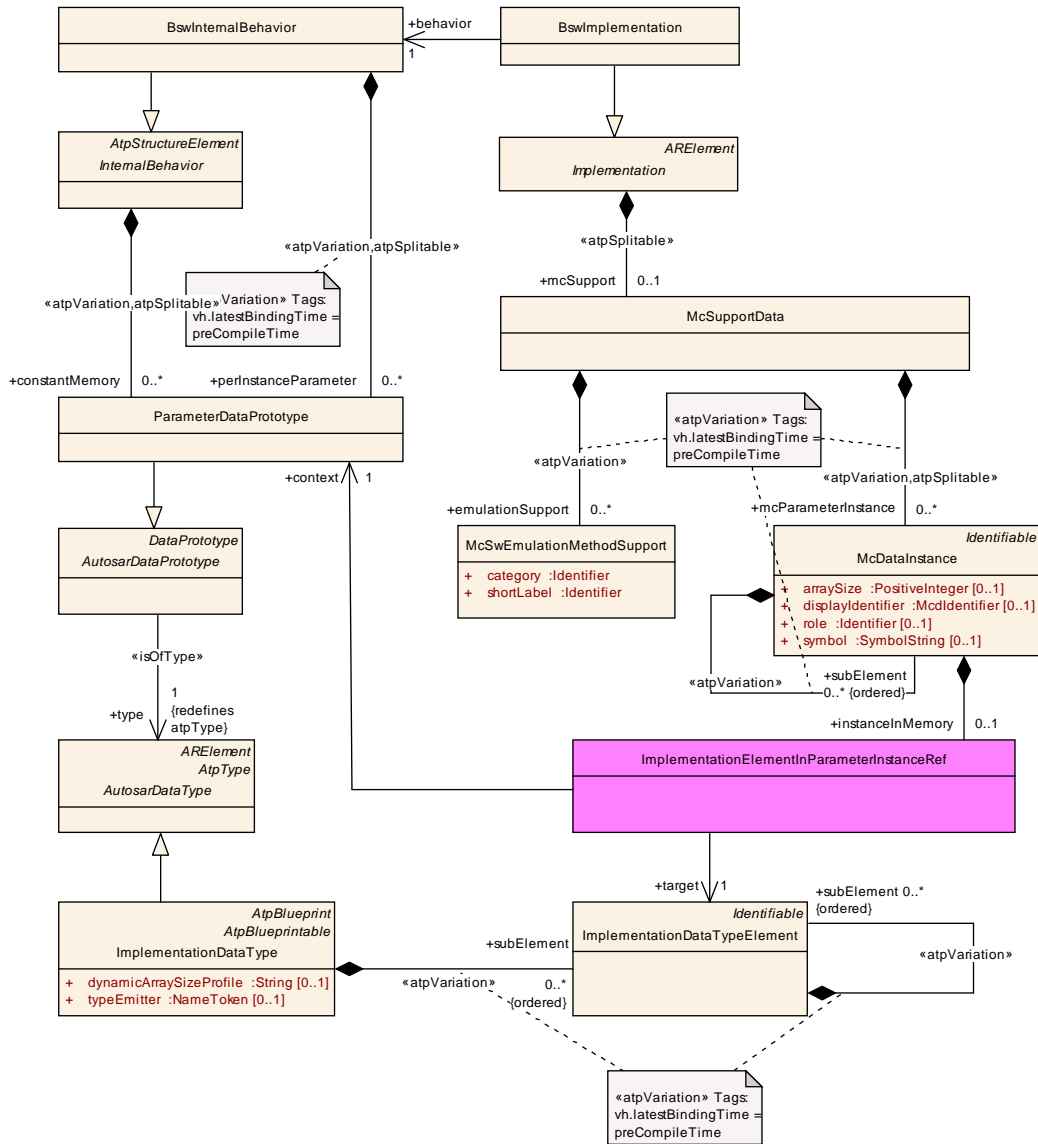 BswInternalBehavior
+behavior
1
BswImplementation
AtpStructureElement
InternalBehavior
ARElement
Implementation
«atpVariation,atpSplitable»
«atpSplitable»
+mcSupport 0..1
«atpVariation,atpSplitable»
Variation» Tags:
vh.latestBindingTime =
preCompileTime
McSupportData
+constantMemory 0..*
+perInstanceParameter 0..*
ParameterDataPrototype
«atpVariation» Tags:
vh.latestBindingTime =
preCompileTime
«atpVariation»
«atpVariation,atpSplitable»
+context 1
+emulationSupport 0..*
+mcParameterInstance 0..*
DataPrototype
AutosarDataPrototype
McSwEmulationMethodSupport
+ category :Identifier
+ shortLabel :Identifier
Identifiable
McDataInstance
+ arraySize :PositiveInteger [0..1]
+ displayIdentifier :McdIdentifier [0..1]
+ role :Identifier [0..1]
+ symbol :SymbolString [0..1]
«isOfType»
«atpVariation»
+subElement
0..* {ordered}
+type
1
{redefines
atpType}
+instanceInMemory 0..1
ARElement
AtpType
AutosarDataType
ImplementationElementInParameterInstanceRef
+target 1
+subElement 0..*
{ordered}
AtpBlueprint
AtpBlueprintable
ImplementationDataType
+ dynamicArraySizeProfile :String [0..1]
+ typeEmitter :NameToken [0..1]
+subElement
«atpVariation»
0..*
{ordered}
Identifiable
ImplementationDataTypeElement
«atpVariation»
«atpVariation» Tags:
vh.latestBindingTime =
preCompileTime